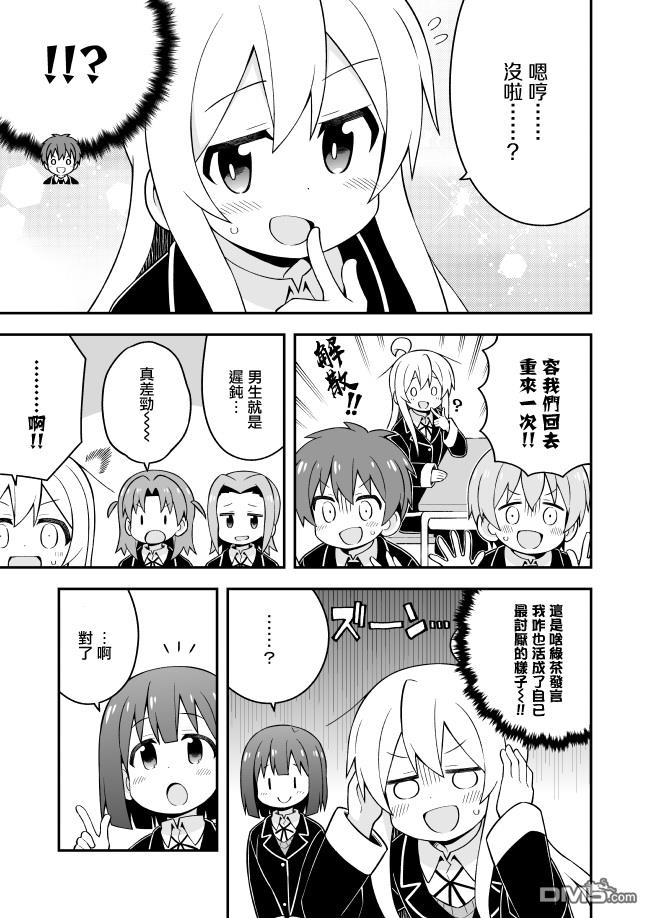 嗯哼……
沒啦……？
!!?
容我們回去
重來一次!!
?
解散!!
男生就是
遲鈍…
真差勁～～
………啊!!
這是啥綠茶發言
我咋也活成了自己
最討厭的樣子～!!
ズーン…
…？
…啊
對了
DM5.com